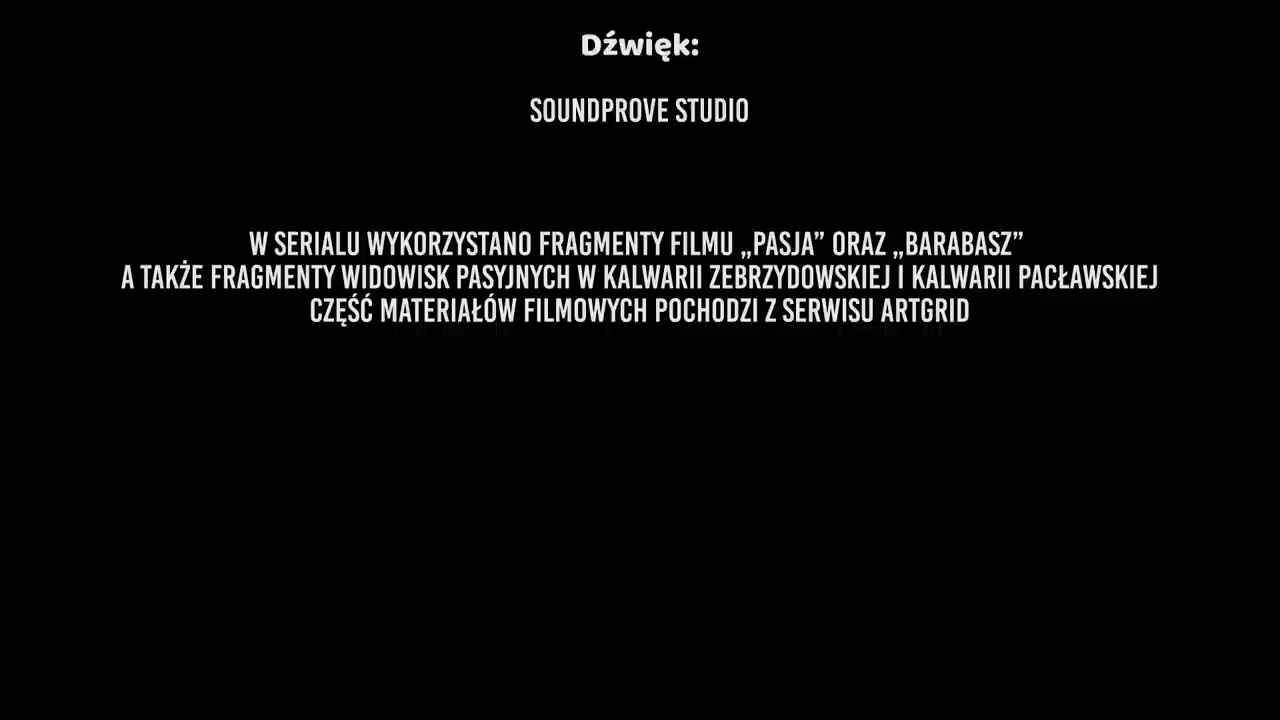 Dźwięk:
SOUNDPROVE STUDIO
W SERIALU WYKORZYSTANO FRAGMENTY FILMU „PASJA” ORAZ „BARABASZ”
A TAKŻE FRAGMENTY WIDOWISK PASYJNYCH W KALWARII ZEBRZYDOWSKIEJ I KALWARII PACŁAWSKIEJ
CZĘŚĆ MATERIAŁÓW FILMOWYCH POCHODZI Z SERWISU ARTGRID